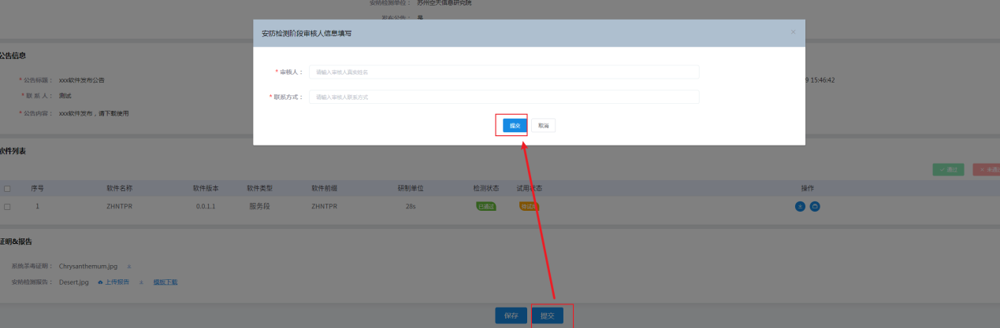 安防检测单位： 苏州空天信息研究院
发布公告： 是
安防检测阶段审核人信息填写
公告信息
* 审核人： 请输入审核人真实姓名
* 公告标题： xxx软件发布公告
9 15:46:42
* 联 系 人： 测试
* 联系方式： 请输入审核人联系方式
* 公告内容： xxx软件发布，请下载使用
提交 取消
软件列表
✓ 通过 × 全
序号 软件名称 软件版本 软件类型 软件前缀 研制单位 检测状态 试用状态 操作
1 ZHNTPR 0.0.1.1 服务段 ZHNTPR 28s 已通过 待试用
证明&报告
系统杀毒证明： Chrysanthemum.jpg
安防检测报告： Desert.jpg 上传报告 模板下载
保存 提交